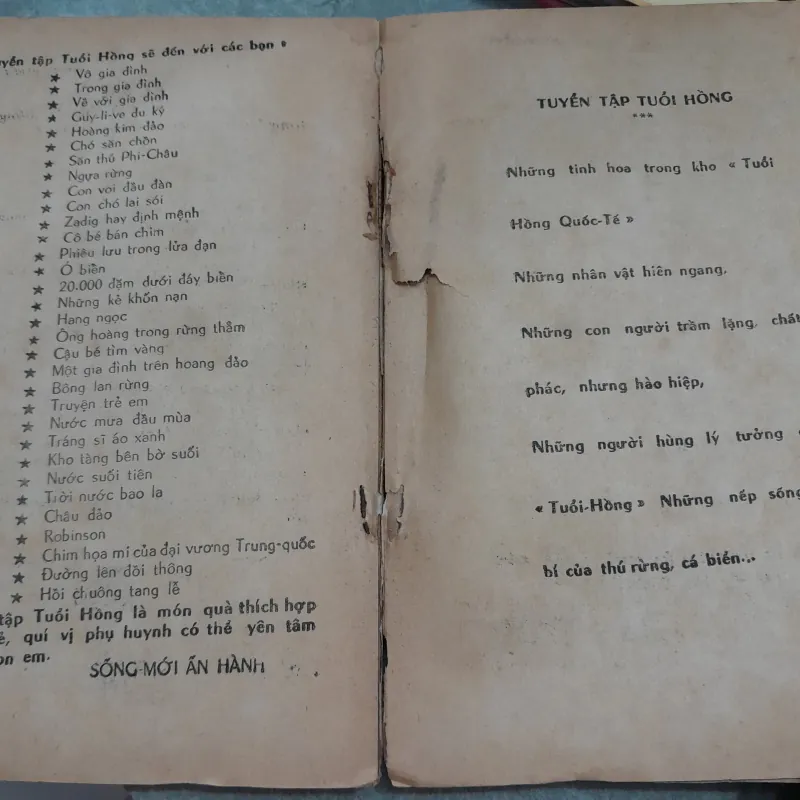 tập Tuổi Hồng sẽ đến với các bạn
★ Vô gia đình
★ Trong gia đình
★ Về với gia đình
★ Guy-li-ve du ký
★ Hoàng kim đảo
★ Chó săn chồn
★ Săn thú Phi-Châu
★ Ngựa rừng
★ Con voi đầu đàn
★ Con chó lai sói
★ Zadig hay định mệnh
★ Cô bé bán chim
★ Phiêu lưu trong lửa đạn
★ Ó biển
★ 20.000 dặm dưới đáy biển
★ Những kẻ khốn nạn
★ Hang ngọc
★ Ông hoàng trong rừng thẳm
★ Cậu bé tìm vàng
★ Một gia đình trên hoang đảo
★ Bông lan rừng
★ Truyện trẻ em
★ Nước mưa đầu mùa
★ Tráng sĩ áo xanh
★ Kho tàng bên bờ suối
★ Nước suối tiên
★ Trời nước bao la
★ Châu đảo
★ Robinson
★ Chim họa mi của đại vương Trung-quốc
★ Đường lên đồi thông
★ Hồi chuông tang lễ
tập Tuổi Hồng là món quà thích hợp
quí vị phụ huynh có thể yên tâm
em.
SỐNG-MỚI ẤN HÀNH
TUYỂN TẬP TUỔI HỒNG
***
Những tinh hoa trong kho « Tuổi
Hồng Quốc-Tế »
Những nhân vật hiên ngang,
Những con người trầm lặng, chất
phác, nhưng hào hiệp,
Những người hùng lý tưởng
« Tuổi-Hồng » Những nếp sống
bí của thú rừng, cá biển...